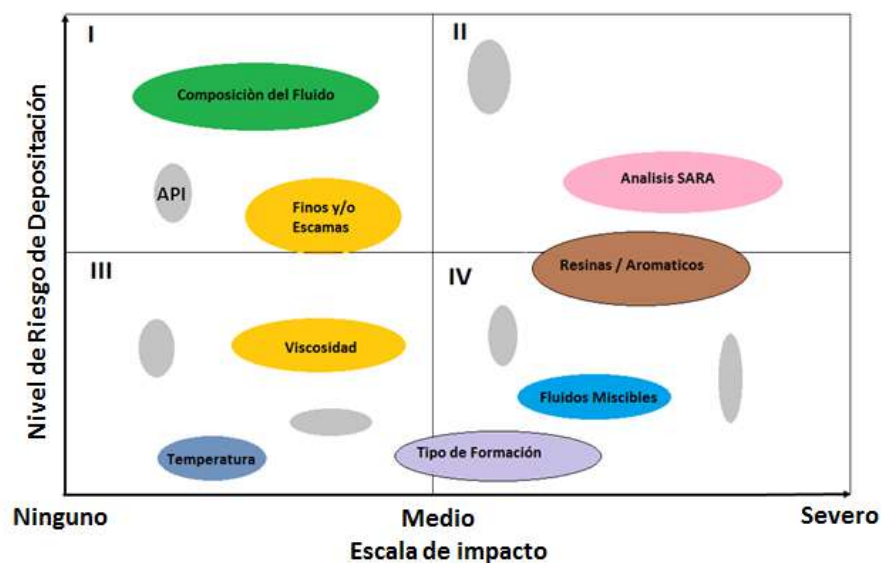 I
II
Composiciòn del Fluido
API
Finos y/o
Escamas
Analisis SARA
Resinas / Aromaticos
III
IV
Viscosidad
Fluidos Miscibles
Temperatura
Tipo de Formación
Nivel de Riesgo de Depositación
Ninguno
Medio
Severo
Escala de impacto